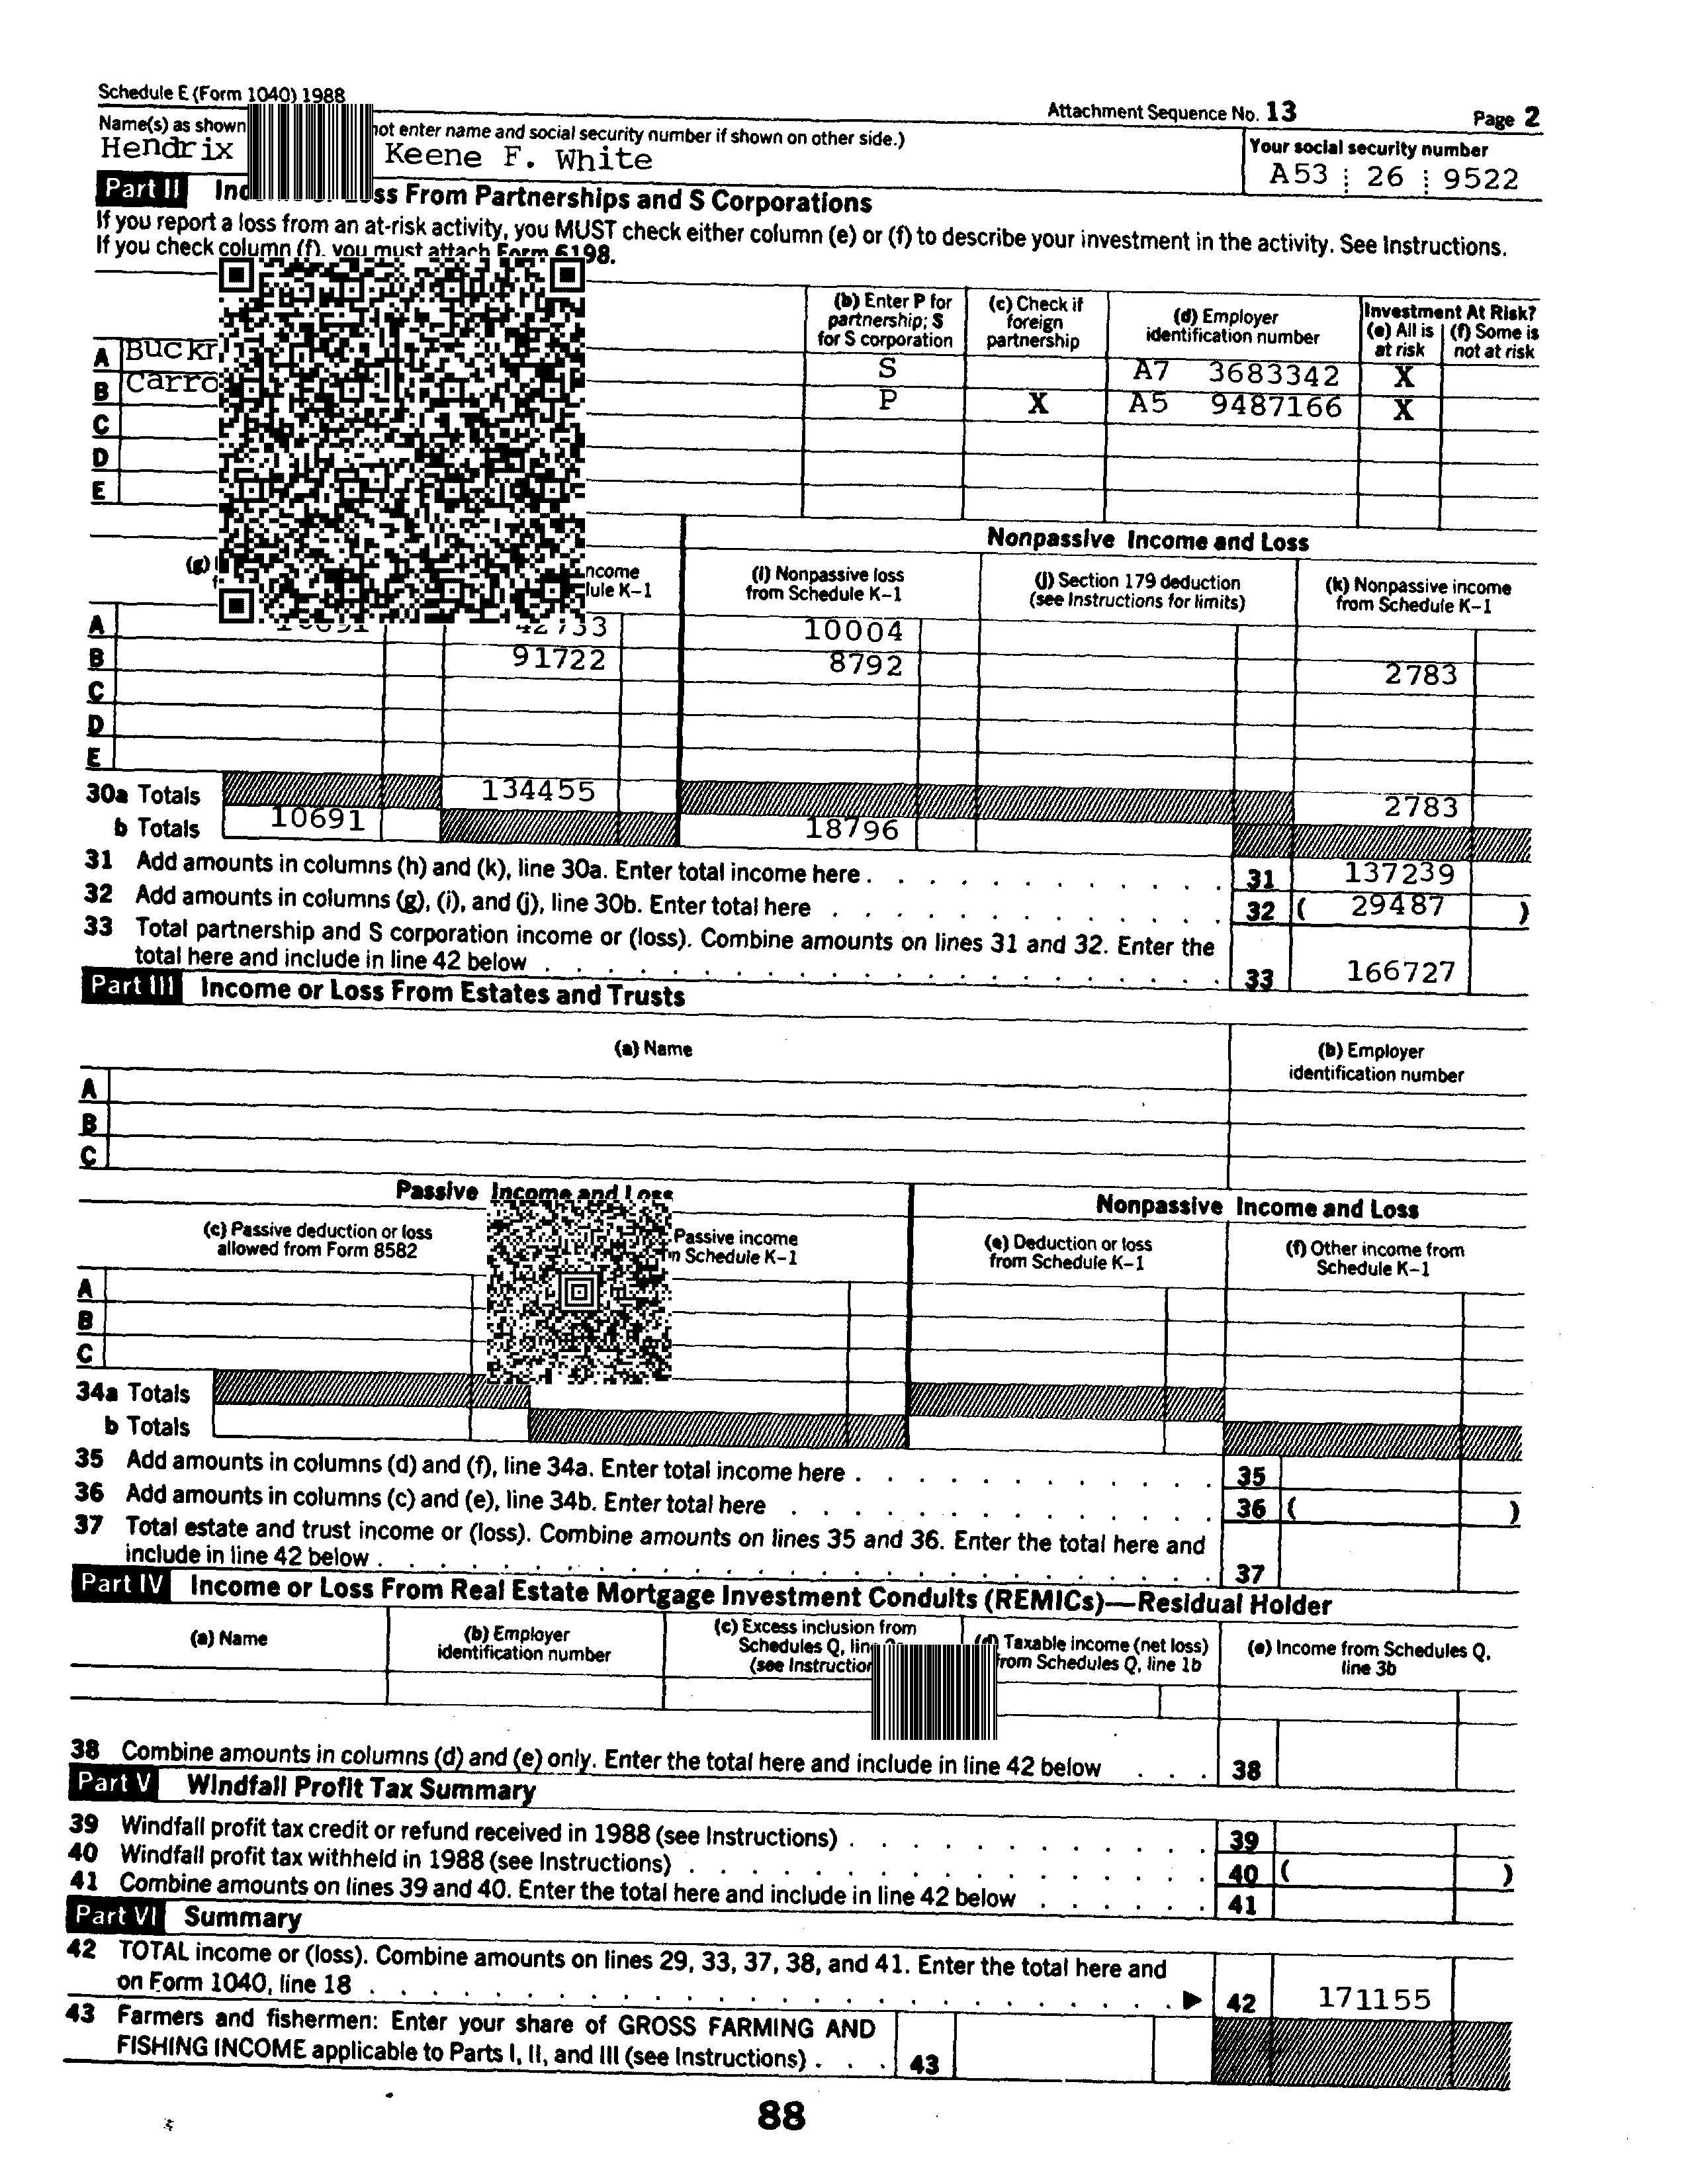 Schedule E (Form 1040) 1988
Attachment Sequence No. 13 Page 2
Name(s) as shown not enter name and social security number if shown on other side.)
Your social security number
Hendrix Keene F. White
A53 26 9522
Part II ss From Partnerships and S Corporations
If you report a loss from an at-risk activity, you MUST check either column (e) or (f) to describe your investment in the activity. See Instructions.
If you check column (f), you must attach Form 6198.
(b) Enter P for partnership; S for S corporation
(c) Check if foreign partnership
(d) Employer identification number
Investment At Risk?
(e) All is at risk
(f) Some is not at risk
A S A7 3683342 X
B P X A5 9487166 X
C
D
E
Nonpassive Income and Loss
(g)
(i) Nonpassive loss from Schedule K-1
(j) Section 179 deduction (see Instructions for limits)
(k) Nonpassive income from Schedule K-1
A 10004
B 91722 8792 2783
C
D
E
30a Totals 134455 2783
b Totals 10691 18796
31 Add amounts in columns (h) and (k), line 30a. Enter total income here . 31 137239
32 Add amounts in columns (g), (i), and (j), line 30b. Enter total here . 32 ( 29487 )
33 Total partnership and S corporation income or (loss). Combine amounts on lines 31 and 32. Enter the
total here and include in line 42 below . 33 166727
Part III Income or Loss From Estates and Trusts
(a) Name
(b) Employer identification number
A
B
C
Passive Income and Loss
Nonpassive Income and Loss
(c) Passive deduction or loss allowed from Form 8582
Passive income Schedule K-1
(e) Deduction or loss from Schedule K-1
(f) Other income from Schedule K-1
A
B
C
34a Totals
b Totals
35 Add amounts in columns (d) and (f), line 34a. Enter total income here . 35
36 Add amounts in columns (c) and (e), line 34b. Enter total here . 36 ( )
37 Total estate and trust income or (loss). Combine amounts on lines 35 and 36. Enter the total here and
include in line 42 below . 37
Part IV Income or Loss From Real Estate Mortgage Investment Conduits (REMICs)—Residual Holder
(a) Name
(b) Employer identification number
(c) Excess inclusion from Schedules Q, (see
(d) Taxable income (net loss) from Schedules Q, line 1b
(e) Income from Schedules Q, line 3b
38 Combine amounts in columns (d) and (e) only. Enter the total here and include in line 42 below . . . 38
Part V Windfall Profit Tax Summary
39 Windfall profit tax credit or refund received in 1988 (see Instructions) . 39
40 Windfall profit tax withheld in 1988 (see Instructions) . 40 ( )
41 Combine amounts on lines 39 and 40. Enter the total here and include in line 42 below . 41
Part VI Summary
42 TOTAL income or (loss). Combine amounts on lines 29, 33, 37, 38, and 41. Enter the total here and
on Form 1040, line 18 . ▶ 42 171155
43 Farmers and fishermen: Enter your share of GROSS FARMING AND
FISHING INCOME applicable to Parts I, II, and III (see Instructions) . . . 43
88